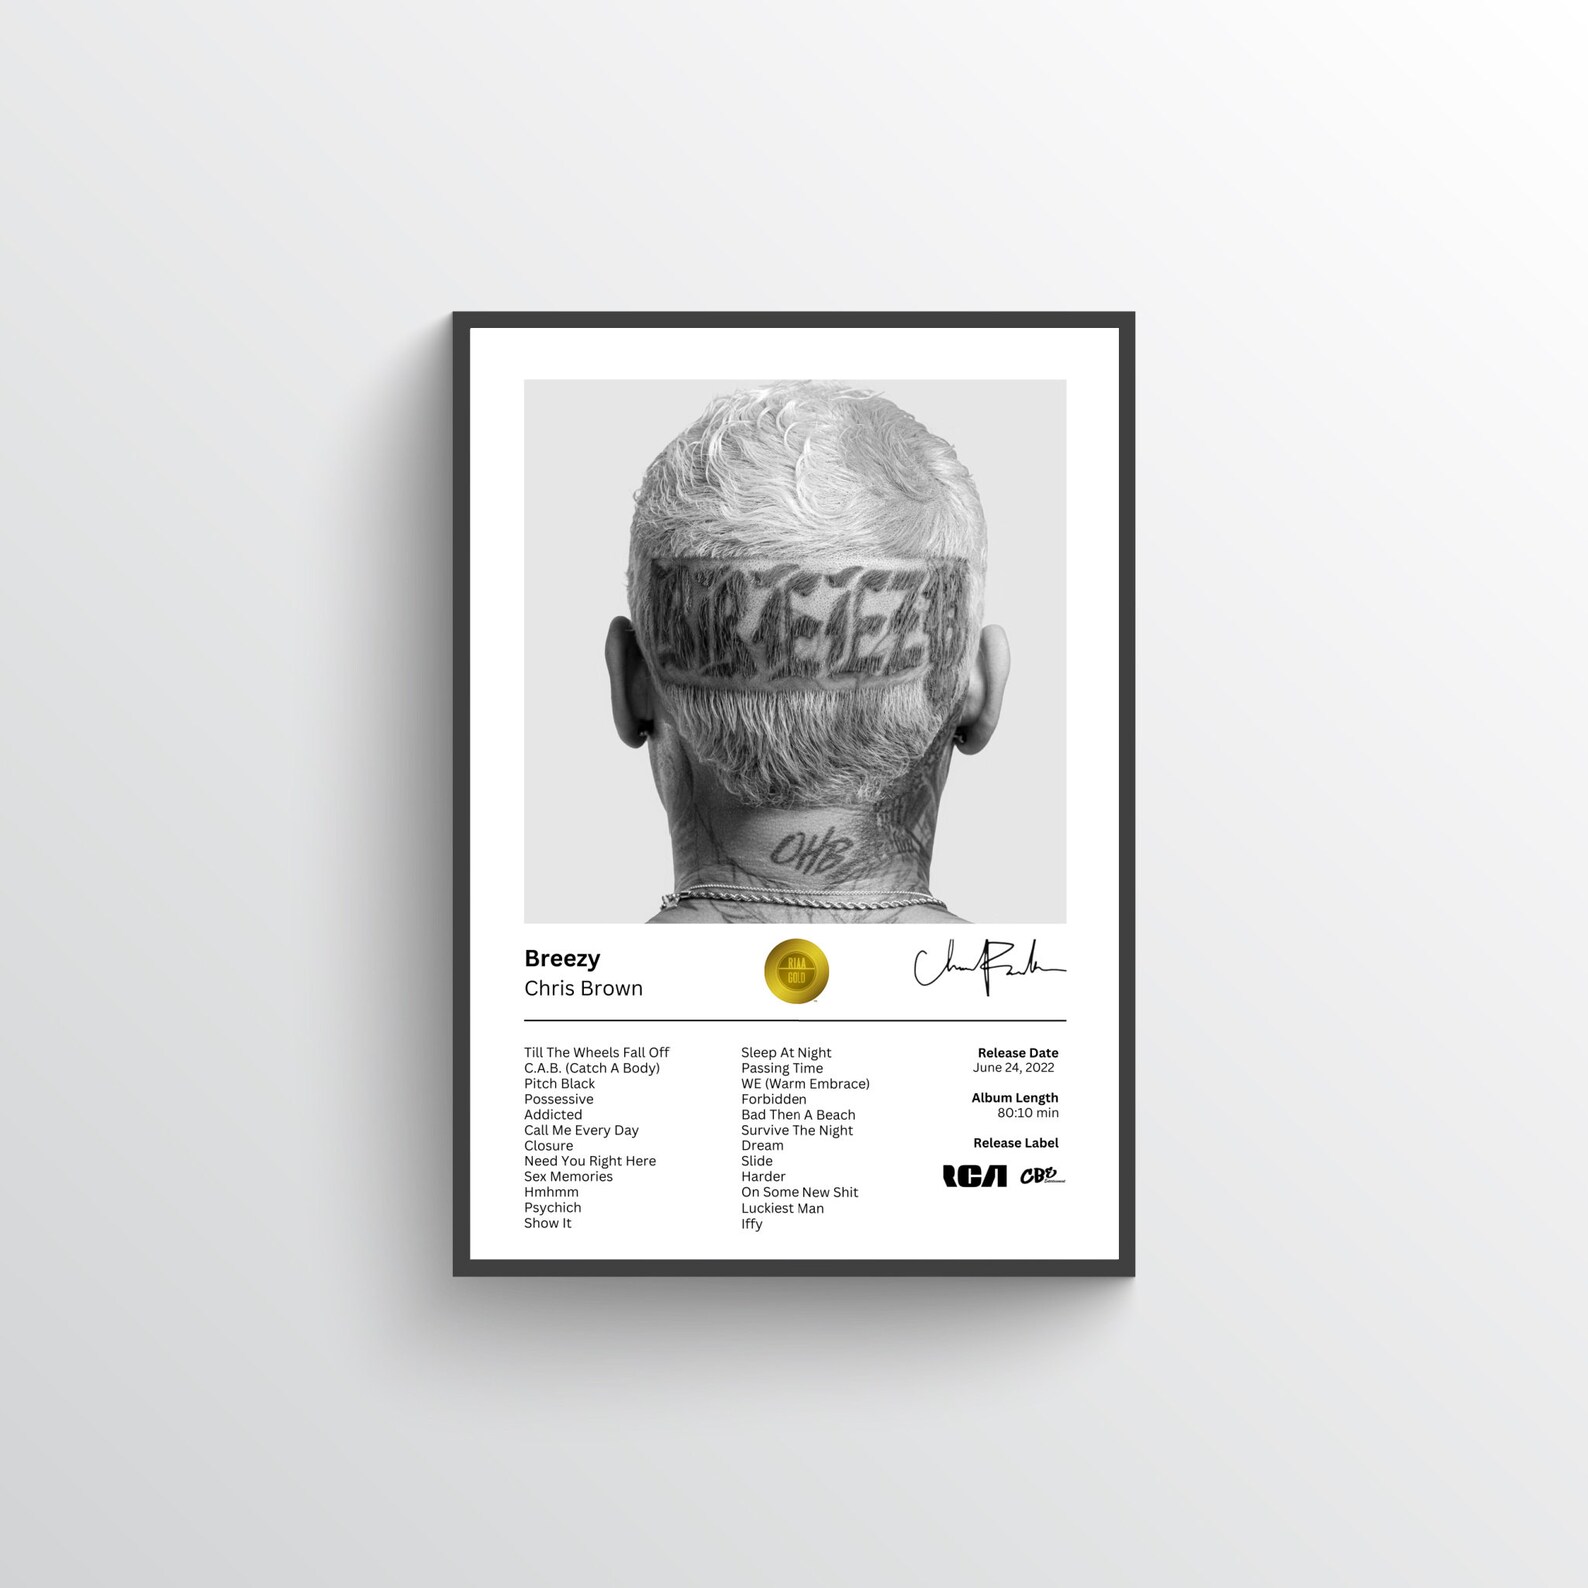 BREEZY
OHB
Breezy
Chris Brown
RIAA
GOLD
Chris Brown
Till The Wheels Fall Off
C.A.B. (Catch A Body)
Pitch Black
Possessive
Addicted
Call Me Every Day
Closure
Need You Right Here
Sex Memories
Hmhmm
Psychich
Show It
Sleep At Night
Passing Time
WE (Warm Embrace)
Forbidden
Bad Then A Beach
Survive The Night
Dream
Slide
Harder
On Some New Shit
Luckiest Man
Iffy
Release Date
June 24, 2022
Album Length
80:10 min
Release Label
RCA
CBE
Entertainment